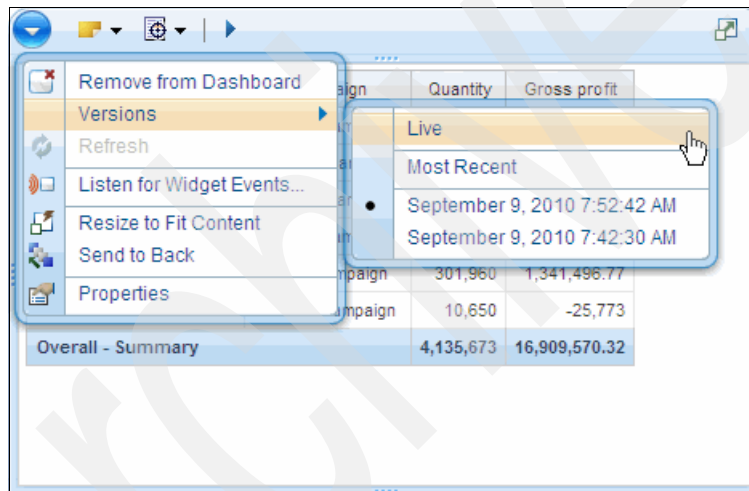 Remove from Dashboard
Versions
Refresh
Listen for Widget Events...
Resize to Fit Content
Send to Back
Properties
Quantity Gross profit
Live
Most Recent
September 9, 2010 7:52:42 AM
September 9, 2010 7:42:30 AM
301,960 1,341,496.77
10,650 -25,773
Overall - Summary 4,135,673 16,909,570.32